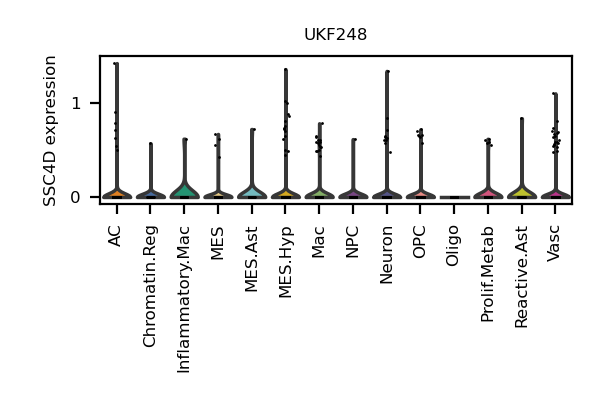 UKF248
SSC4D expression
1
0
AC
Chromatin.Reg
Inflammatory.Mac
MES
MES.Ast
MES.Hyp
Mac
NPC
Neuron
OPC
Oligo
Prolif.Metab
Reactive.Ast
Vasc